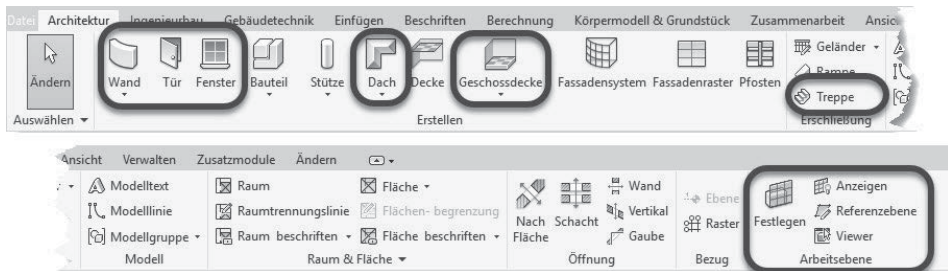 Datei Architektur Ingenieurbau Gebäudetechnik Einfügen Beschriften Berechnung Körpermodell & Grundstück Zusammenarbeit Ansic
Ändern Wand Tür Fenster Bauteil Stütze Dach Decke Geschossdecke Fassadensystem Fassadenraster Pfosten
Geländer
Rampe
Treppe
Auswählen Erstellen Erschließung
Ansicht Verwalten Zusatzmodule Ändern
Modelltext Raum Fläche Wand Anzeigen
Modelllinie Raumtrennungslinie Flächen- begrenzung Nach Fläche Schacht Vertikal Ebene Raster Festlegen Referenzebene
Modellgruppe Raum beschriften Fläche beschriften Gaube Viewer
Modell Raum & Fläche Öffnung Bezug Arbeitsebene